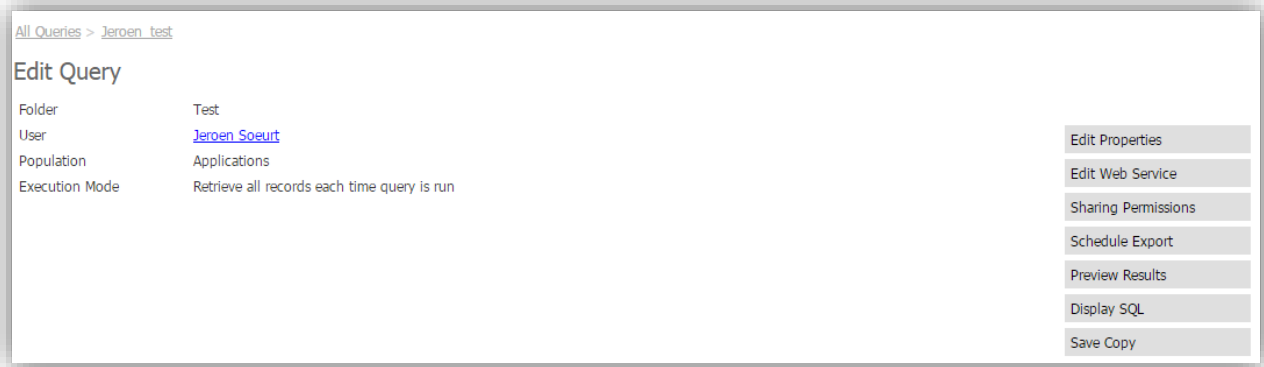 All Queries > Jeroen_test
Edit Query
Folder Test
User Jeroen Soeurt
Population Applications
Execution Mode Retrieve all records each time query is run
Edit Properties
Edit Web Service
Sharing Permissions
Schedule Export
Preview Results
Display SQL
Save Copy